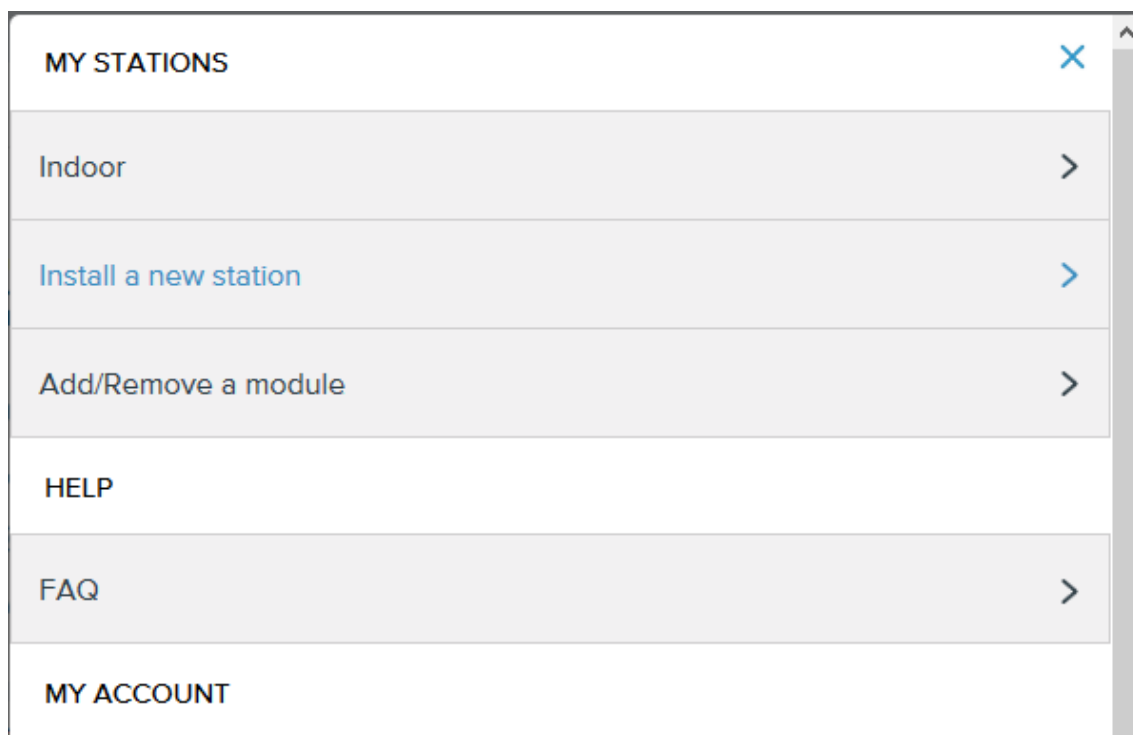 MY STATIONS
Indoor
Install a new station
Add/Remove a module
HELP
FAQ
MY ACCOUNT